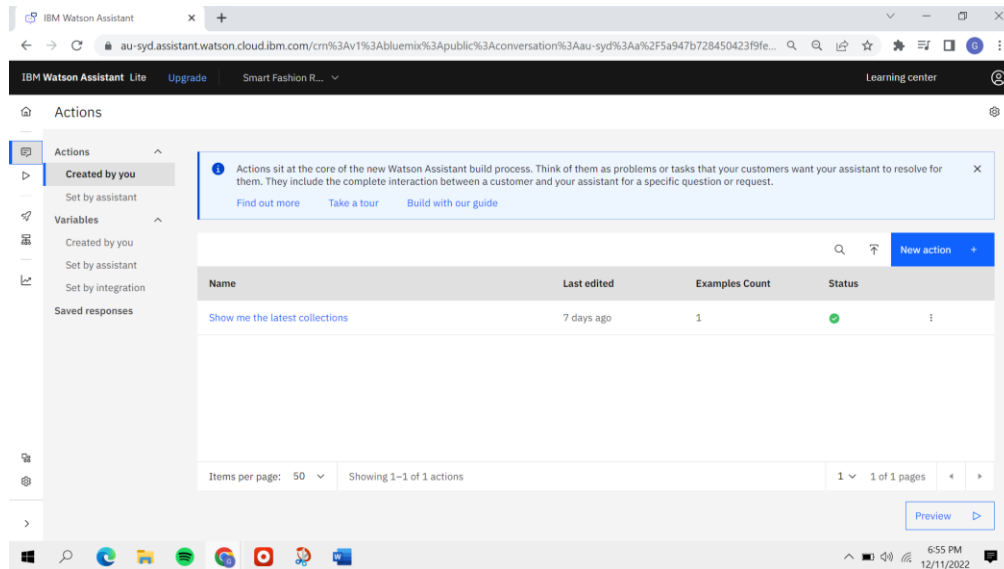 IBM Watson Assistant
au-syd.assistant.watson.cloud.ibm.com/crn%3Av1%3Abluemix%3Apublic%3Aconversation%3Aau-syd%3Aa%2F5a947b728450423f9fe...
G
IBM Watson Assistant Lite Upgrade Smart Fashion R... Learning center
Actions
Actions
Created by you
Set by assistant
Variables
Created by you
Set by assistant
Set by integration
Saved responses
Actions sit at the core of the new Watson Assistant build process. Think of them as problems or tasks that your customers want your assistant to resolve for
them. They include the complete interaction between a customer and your assistant for a specific question or request.
Find out more Take a tour Build with our guide
New action +
Name Last edited Examples Count Status
Show me the latest collections 7 days ago 1
Items per page: 50 Showing 1–1 of 1 actions 1 1 of 1 pages
Preview
6:55 PM
12/11/2022